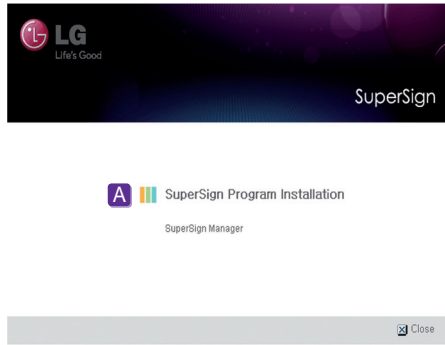 LG
Life's Good
SuperSign
A
SuperSign Program Installation
SuperSign Manager
Close